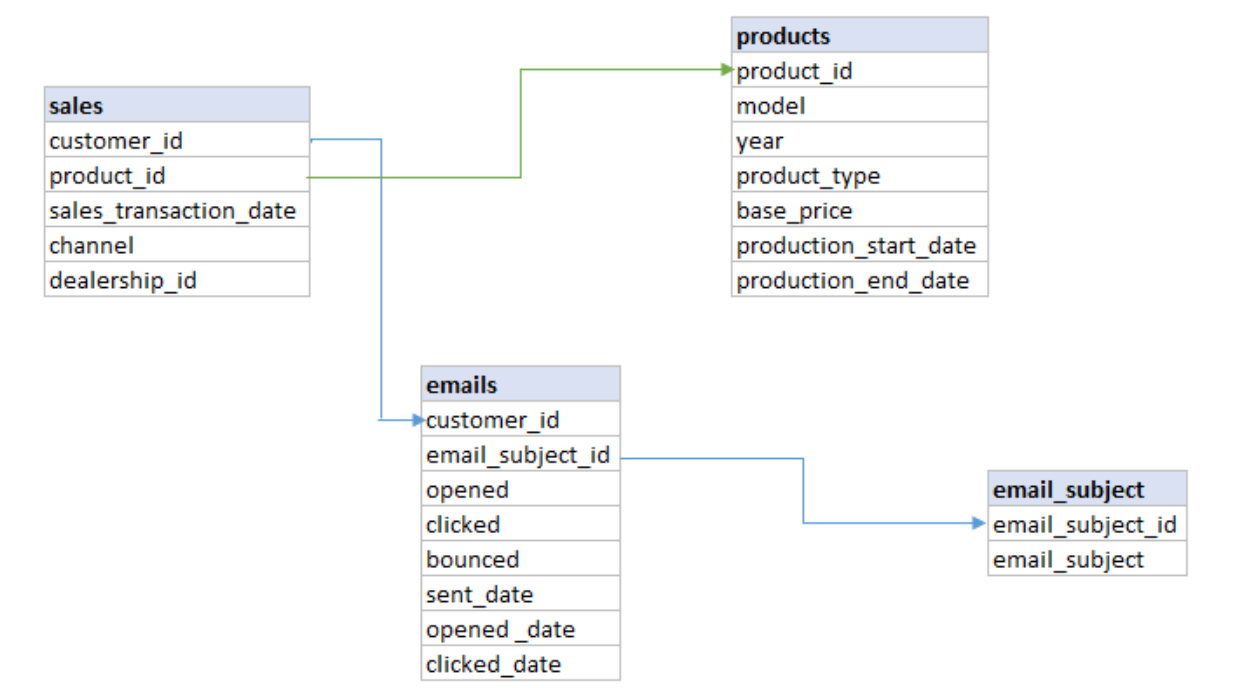 products
product_id
model
year
product_type
base_price
production_start_date
production_end_date
sales
customer_id
product_id
sales_transaction_date
channel
dealership_id
emails
customer_id
email_subject_id
opened
clicked
bounced
sent_date
opened _date
clicked_date
email_subject
email_subject_id
email_subject